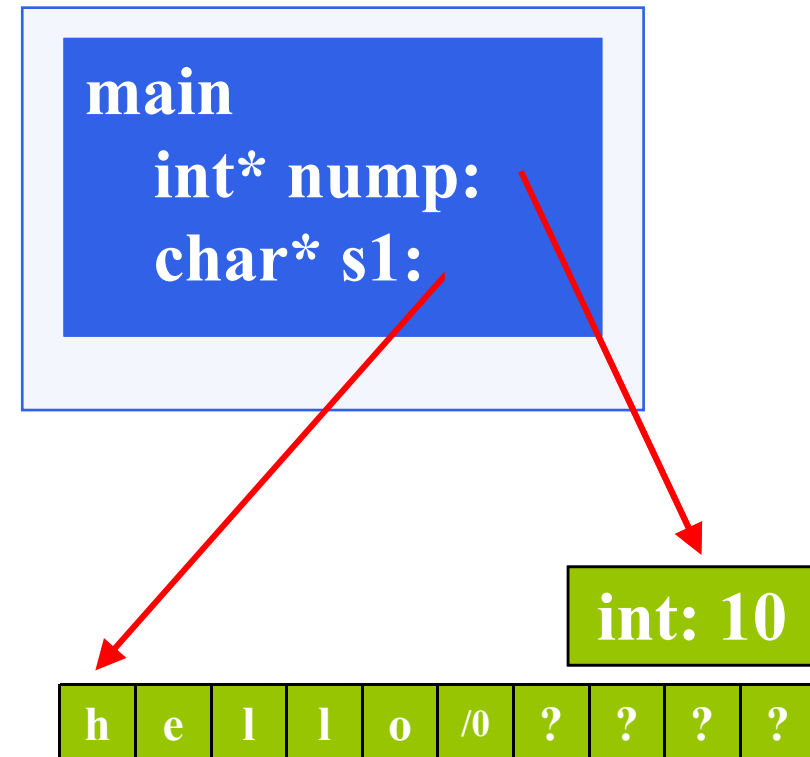 main
int* nump:
char* s1:
int: 10
h e l l o /0 ? ? ? ?